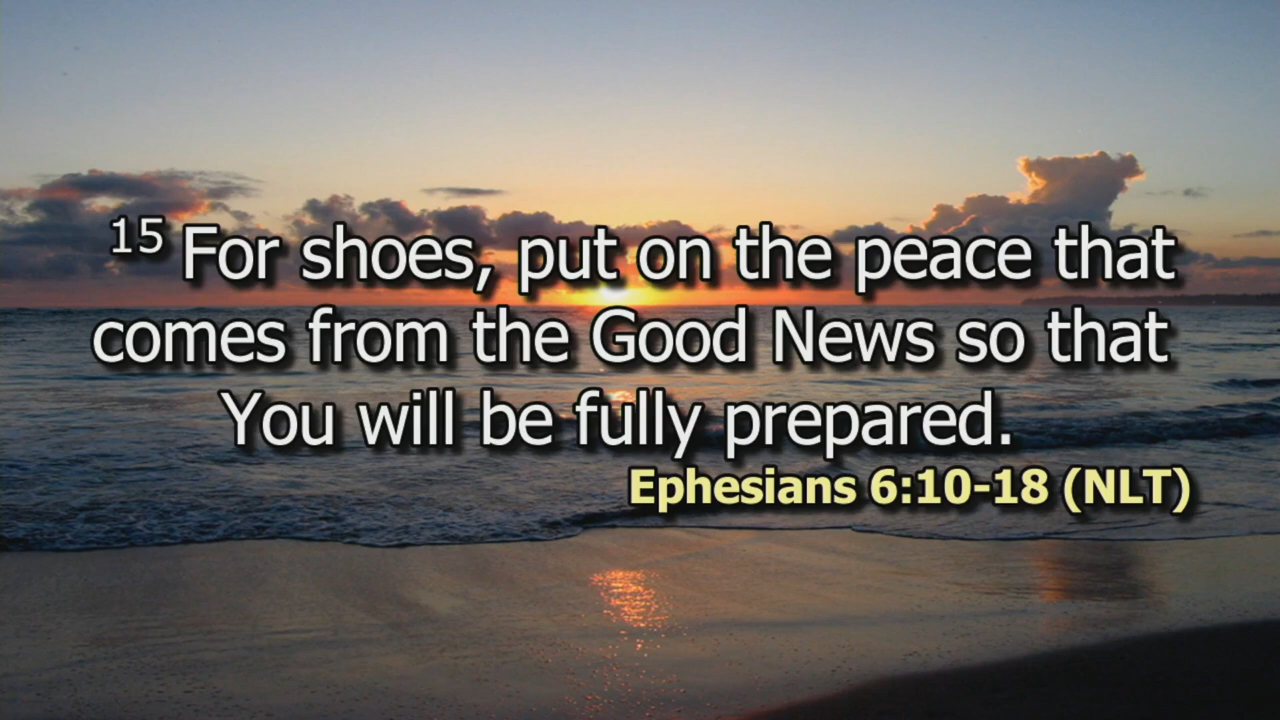 15 For shoes, put on the peace that
comes from the Good News so that
You will be fully prepared.
Ephesians 6:10-18 (NLT)